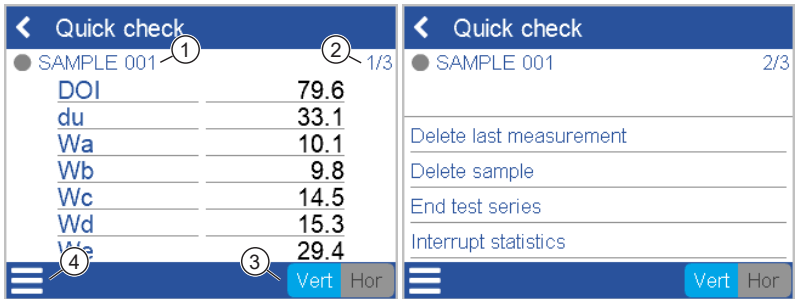 Quick check
1
2
SAMPLE 001
1/3
DOI 79.6
du 33.1
Wa 10.1
Wb 9.8
Wc 14.5
Wd 15.3
We 29.4
4
3
Vert Hor
Quick check
SAMPLE 001
2/3
Delete last measurement
Delete sample
End test series
Interrupt statistics
Vert Hor